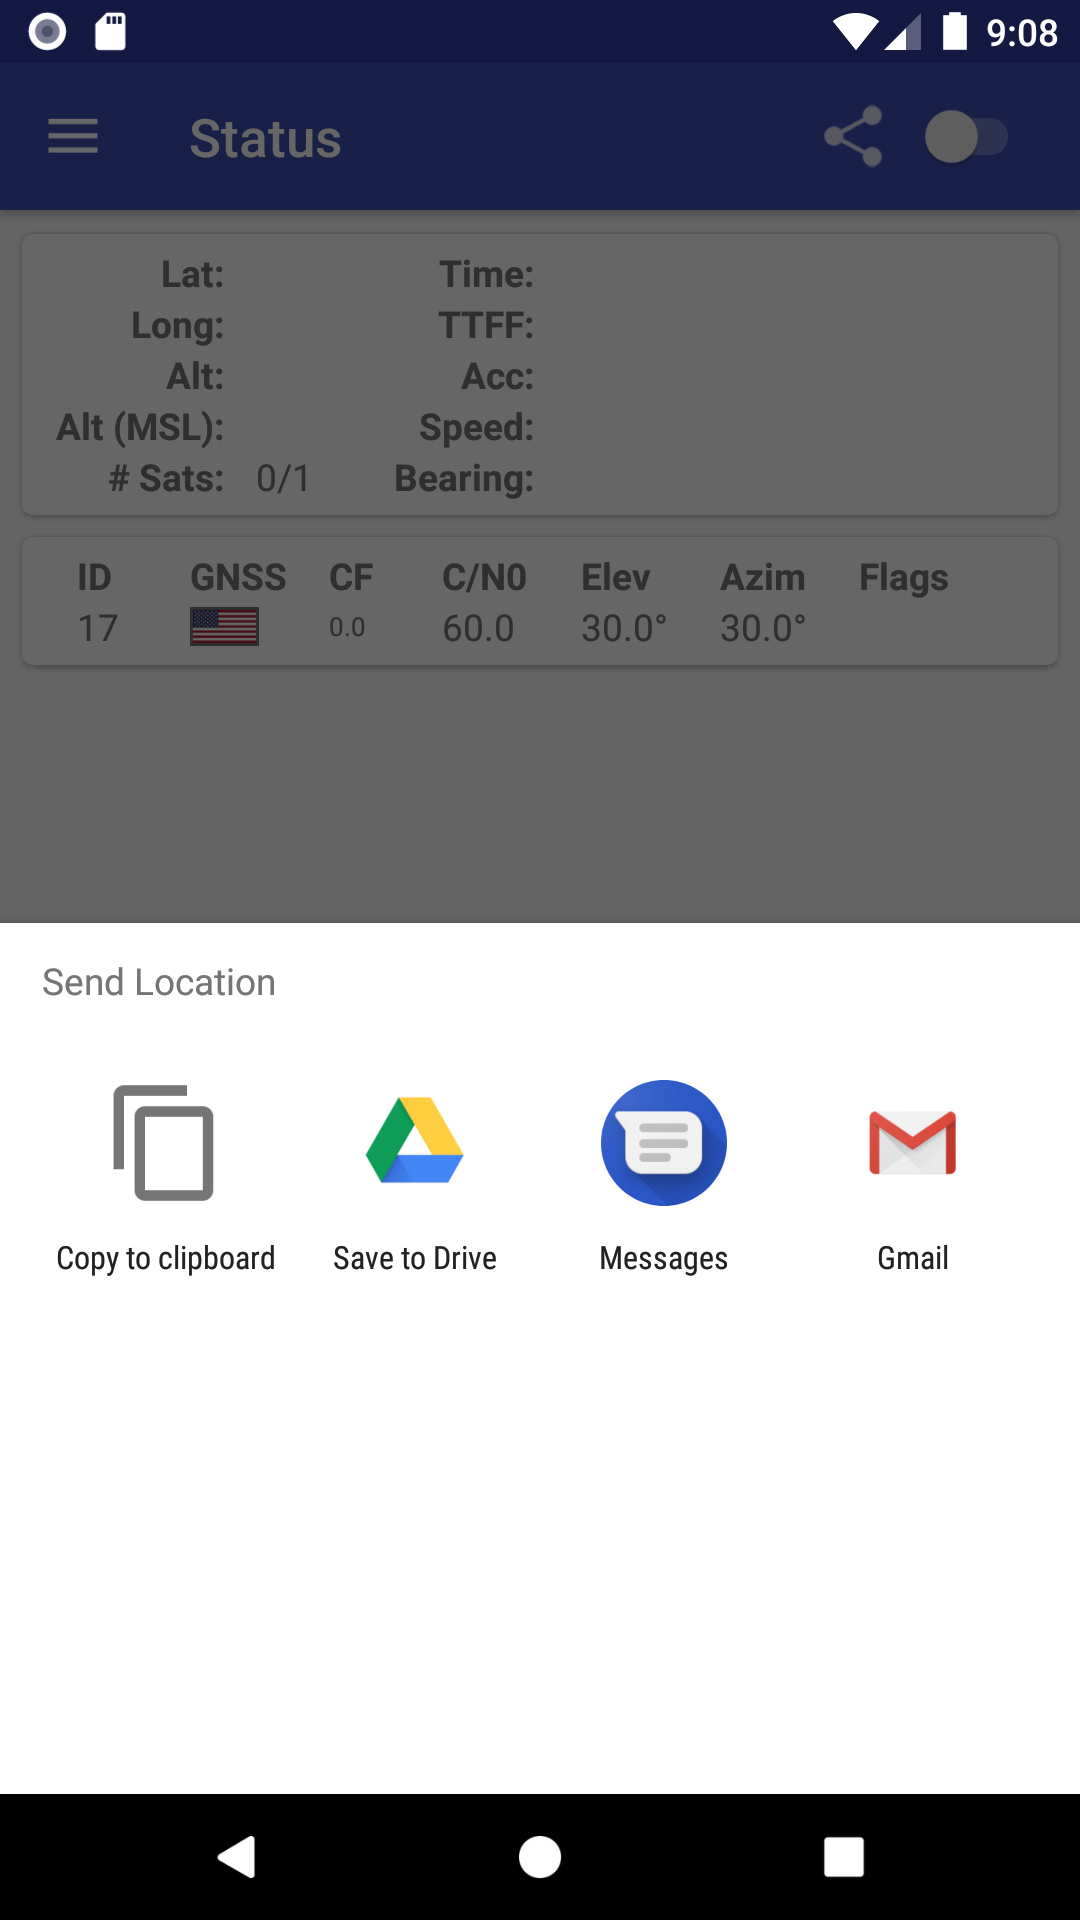 9:08
Status
Lat: Time:
Long: TTFF:
Alt: Acc:
Alt (MSL): Speed:
# Sats: 0/1 Bearing:
ID GNSS CF C/N0 Elev Azim Flags
17 0.0 60.0 30.0° 30.0°
Send Location
Copy to clipboard Save to Drive Messages Gmail